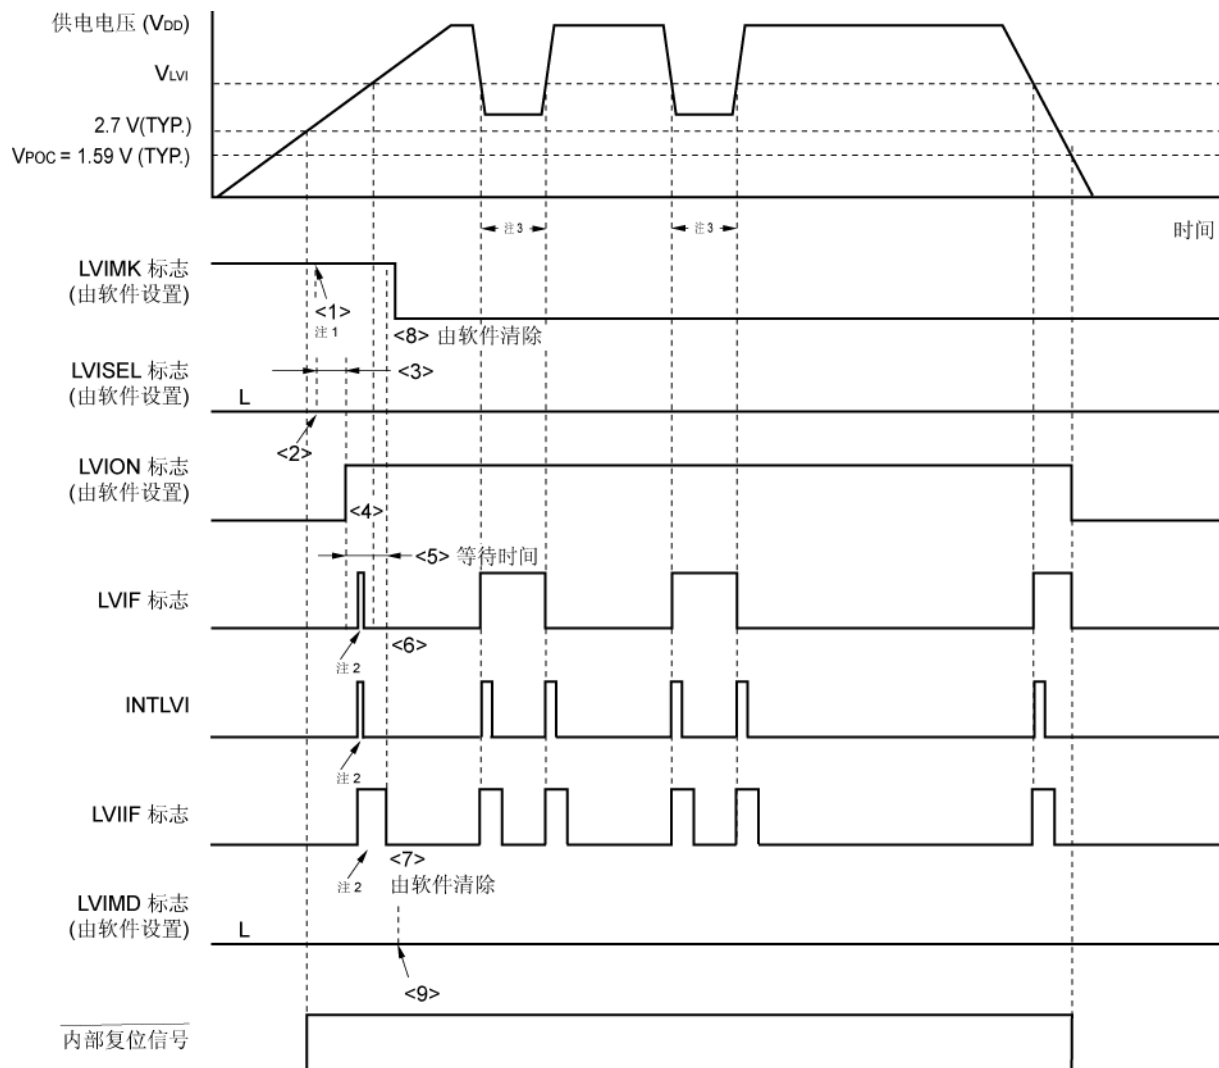 供电电压 (VDD)
VLVI
2.7 V(TYP.)
VPOC = 1.59 V (TYP.)
注 3
注 3
时间
LVIMK 标志
(由软件设置)
<1>
注 1
<8> 由软件清除
LVISEL 标志
(由软件设置)
L
<3>
<2>
LVION 标志
(由软件设置)
<4>
<5> 等待时间
LVIF 标志
<6>
注 2
INTLVI
注 2
LVIIF 标志
<7>
注 2
由软件清除
LVIMD 标志
(由软件设置)
L
<9>
内部复位信号